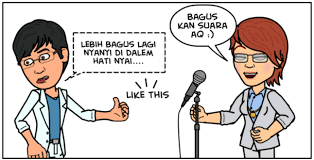 LEBIH BAGUS LAGI
NYANYI DI DALEM
HATI NYAI....
LIKE THIS
BAGUS
KAN SUARA
AQ :)